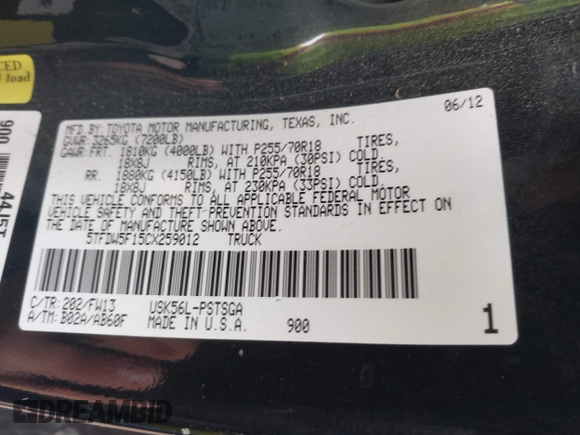 CED
load
900
44J5T
MFD.BY: TOYOTA MOTOR MANUFACTURING, TEXAS, INC. 06/12
GVWR: 3265KG (7200LB)
GAWR: FRT. 1810KG (4000LB) WITH P255/70R18 TIRES,
18X8J RIMS, AT 210KPA (30PSI) COLD.
RR. 1880KG (4150LB) WITH P255/70R18 TIRES,
18X8J RIMS, AT 230KPA (33PSI) COLD.
THIS VEHICLE CONFORMS TO ALL APPLICABLE FEDERAL MOTOR
VEHICLE SAFETY AND THEFT PREVENTION STANDARDS IN EFFECT ON
THE DATE OF MANUFACTURE SHOWN ABOVE.
5TFDW5F15CX259012 TRUCK
C/TR: 202/FW13 USK56L-PSTSGA
A/TM: B02A/AB60F MADE IN U.S.A. 900 1
DREAMBID